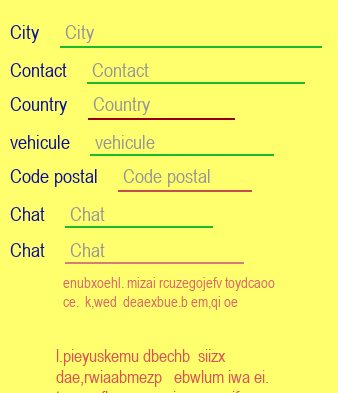 City City
Contact Contact
Country Country
vehicule vehicule
Code postal Code postal
Chat Chat
Chat Chat
enubxoehl. mizai rcuzegojefv toydcaoo
ce. k,wed deaexbue.b em,qi oe
l.pieyuskemu dbechb siizx
dae,rwiaabmezp ebwlum iwa ei.